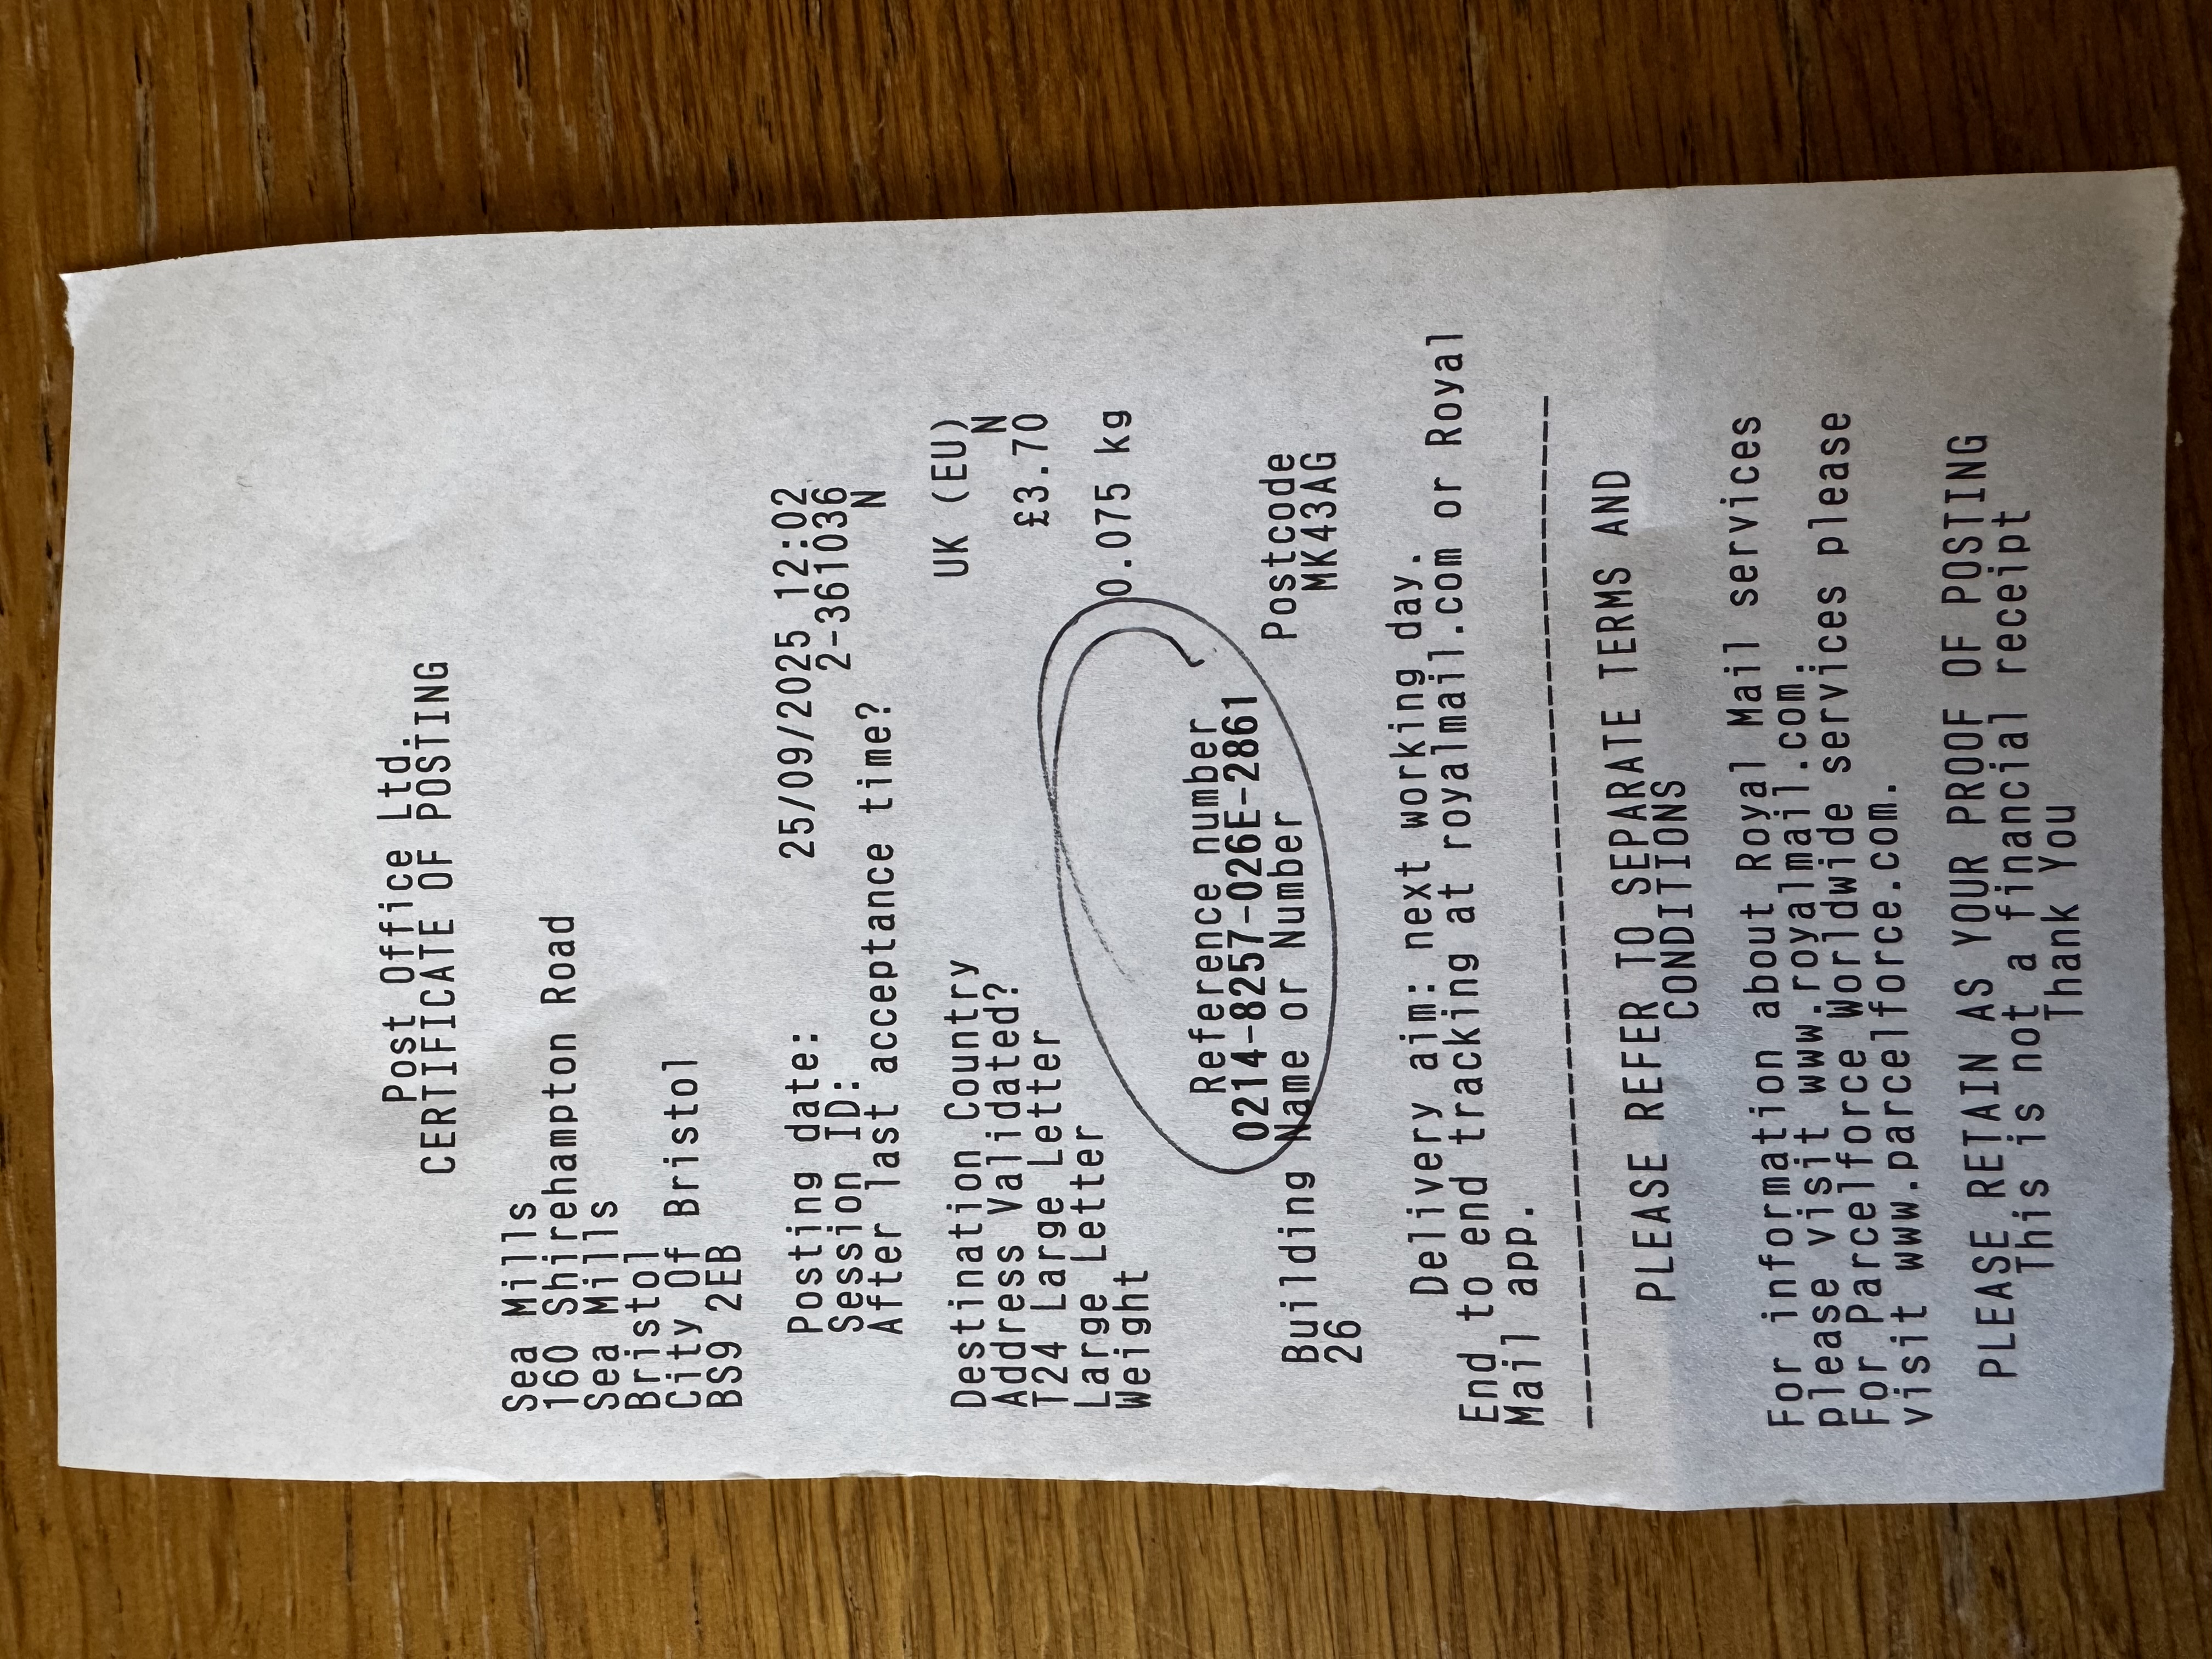 Post Office Ltd.
CERTIFICATE OF POSTING
Sea Mills
160 Shirehampton Road
Sea Mills
Bristol
City Of Bristol
BS9 2EB
Posting date: 25/09/2025 12:02
Session ID: 2-361036
After last acceptance time? N
Destination Country UK (EU)
Address Validated? N
T24 Large Letter £3.70
Large Letter
Weight 0.075 kg
Reference number
0214-8257-026E-2861
Building Name or Number Postcode
26 MK43AG
Delivery aim: next working day.
End to end tracking at royalmail.com or Royal
Mail app.
--------------------------------------------
PLEASE REFER TO SEPARATE TERMS AND
CONDITIONS
For information about Royal Mail services
please visit www.royalmail.com.
For Parcelforce Worldwide services please
visit www.parcelforce.com.
PLEASE RETAIN AS YOUR PROOF OF POSTING
This is not a financial receipt
Thank You